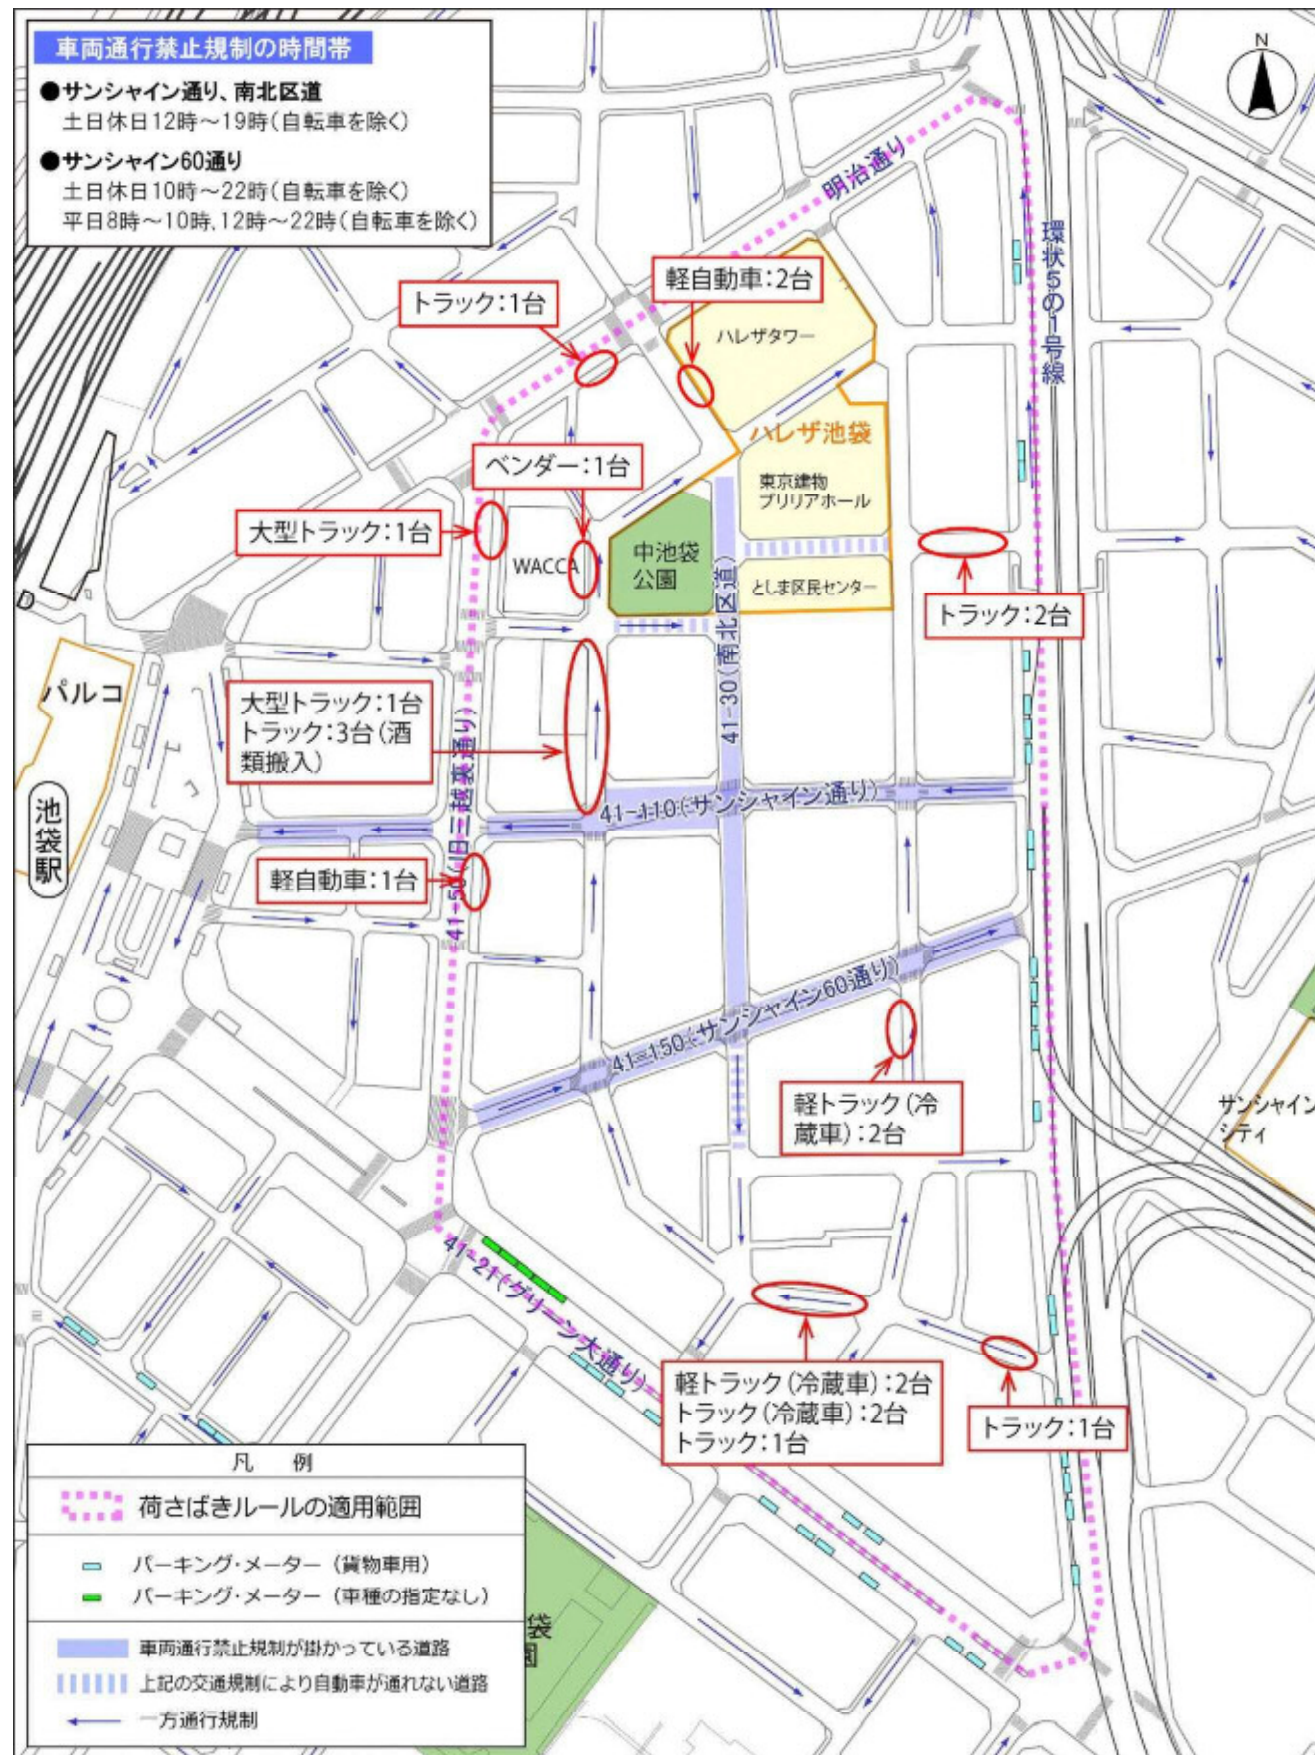 車両通行禁止規制の時間帯
●サンシャイン通り、南北区道
土日休日12時～19時(自転車を除く)
●サンシャイン60通り
土日休日10時～22時(自転車を除く)
平日8時～10時,12時～22時(自転車を除く)
N
明治通り
環状5の1号線
トラック:1台
軽自動車:2台
ハレザタワー
ハレザ池袋
ベンダー:1台
東京建物
ブリリアホール
大型トラック:1台
WACCA
中池袋
公園
としま区民センター
トラック:2台
パルコ
大型トラック:1台
トラック:3台(酒
類搬入)
41-30(南北区道)
41-50(旧三越裏通り)
41-110(サンシャイン通り)
池袋駅
軽自動車:1台
41-150(サンシャイン60通り)
軽トラック(冷
蔵車):2台
サンシャイン
シティ
41-21(グリーン大通り)
軽トラック(冷蔵車):2台
トラック(冷蔵車):2台
トラック:1台
トラック:1台
凡 例
荷さばきルールの適用範囲
パーキング・メーター(貨物車用)
パーキング・メーター(車種の指定なし)
車両通行禁止規制が掛かっている道路
上記の交通規制により自動車が通れない道路
一方通行規制
袋
園